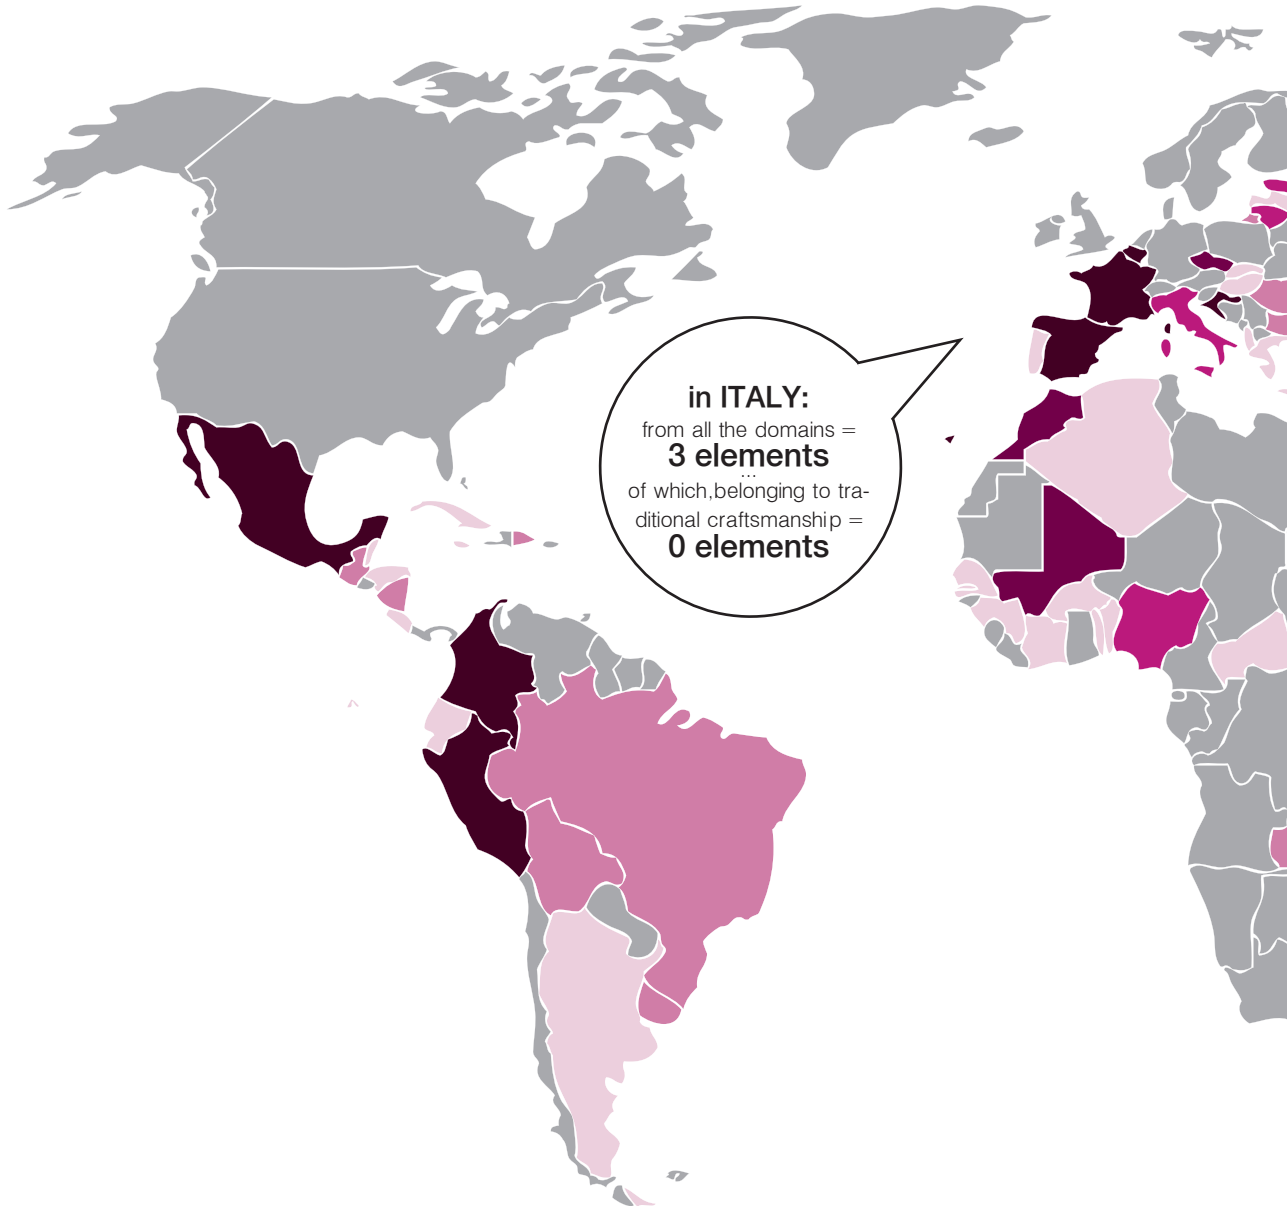 in ITALY:
from all the domains =
3 elements
...
of which,belonging to tra-
ditional craftsmanship =
0 elements